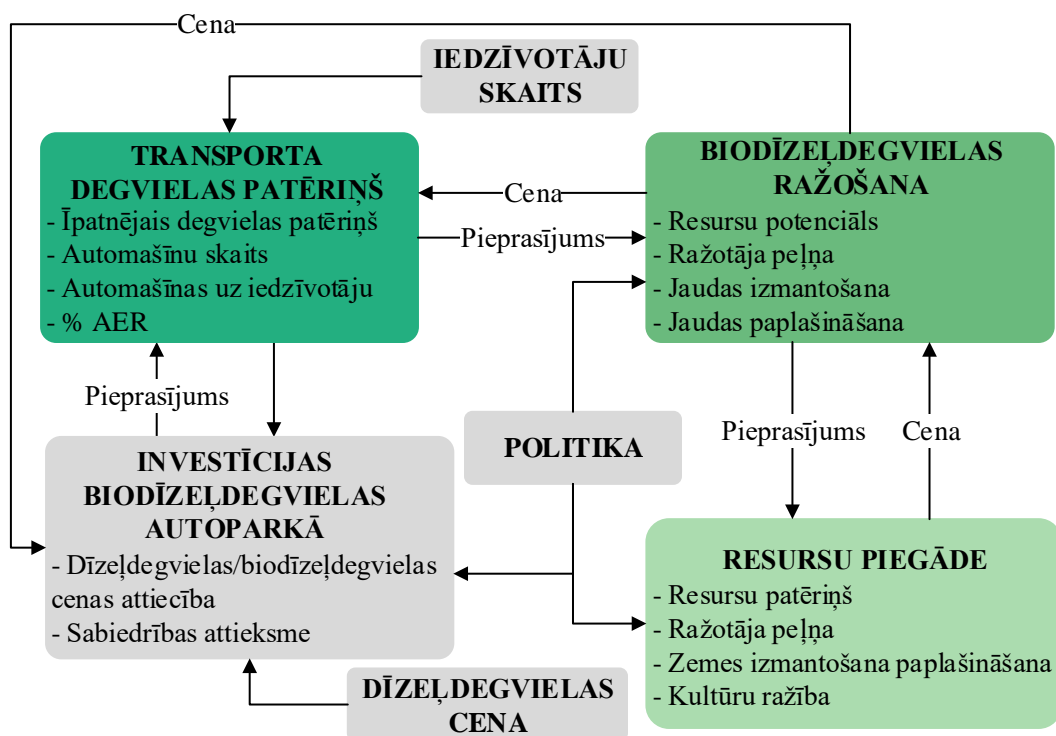 Cena
IEDZĪVOTĀJU
SKAITS
TRANSPORTA
DEGVIELAS PATĒRIŅŠ
- Īpatnējais degvielas patēriņš
- Automašīnu skaits
- Automašīnas uz iedzīvotāju
- % AER
Cena
Pieprasījums
BIODĪZEĻDEGVIELAS
RAŽOŠANA
- Resursu potenciāls
- Ražotāja peļņa
- Jaudas izmantošana
- Jaudas paplašināšana
Pieprasījums
POLITIKA
Pieprasījums
Cena
INVESTĪCIJAS
BIODĪZEĻDEGVIELAS
AUTOPARKĀ
- Dīzeļdegvielas/biodīzeļdegvielas
cenas attiecība
- Sabiedrības attieksme
RESURSU PIEGĀDE
- Resursu patēriņš
- Ražotāja peļņa
- Zemes izmantošana paplašināšana
- Kultūru ražība
DĪZEĻDEGVIELAS
CENA